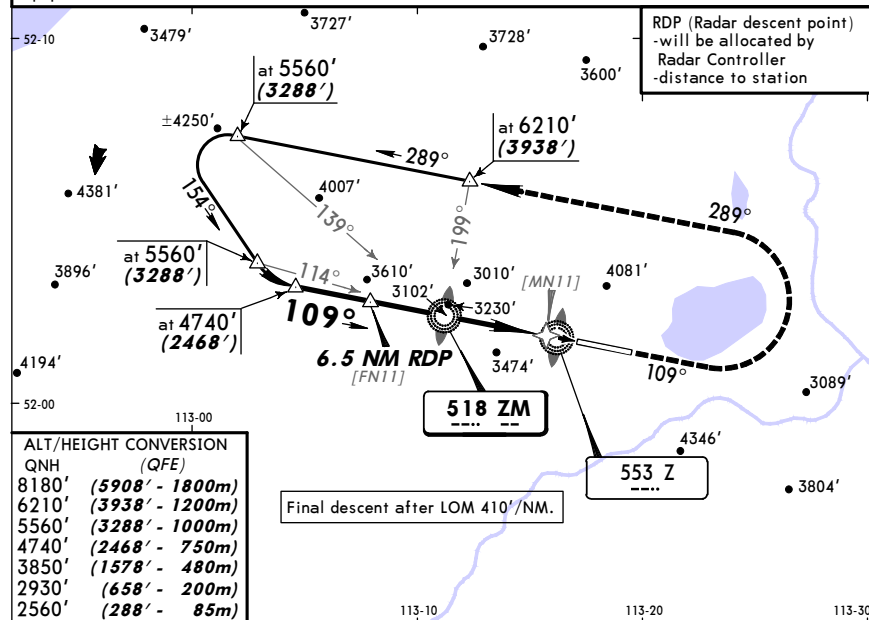 52-10
3479'
3727'
3728'
3600'
RDP (Radar descent point)
-will be allocated by
Radar Controller
-distance to station
at 5560'
(3288')
±4250'
at 6210'
(3938')
289°
4381'
154°
4007'
139°
199°
289°
at 5560'
(3288')
3896'
114°
3610'
3010'
[MN11]
4081'
3102'
3230'
at 4740'
(2468')
109°
6.5 NM RDP
[FN11]
3474'
109°
4194'
3089'
52-00
113-00
518 ZM
--.. --
4346'
553 Z
--..
3804'
ALT/HEIGHT CONVERSION
QNH (QFE)
8180' (5908' - 1800m)
6210' (3938' - 1200m)
5560' (3288' - 1000m)
4740' (2468' - 750m)
3850' (1578' - 480m)
2930' (658' - 200m)
2560' (288' - 85m)
Final descent after LOM 410'/NM.
113-10
113-20
113-30